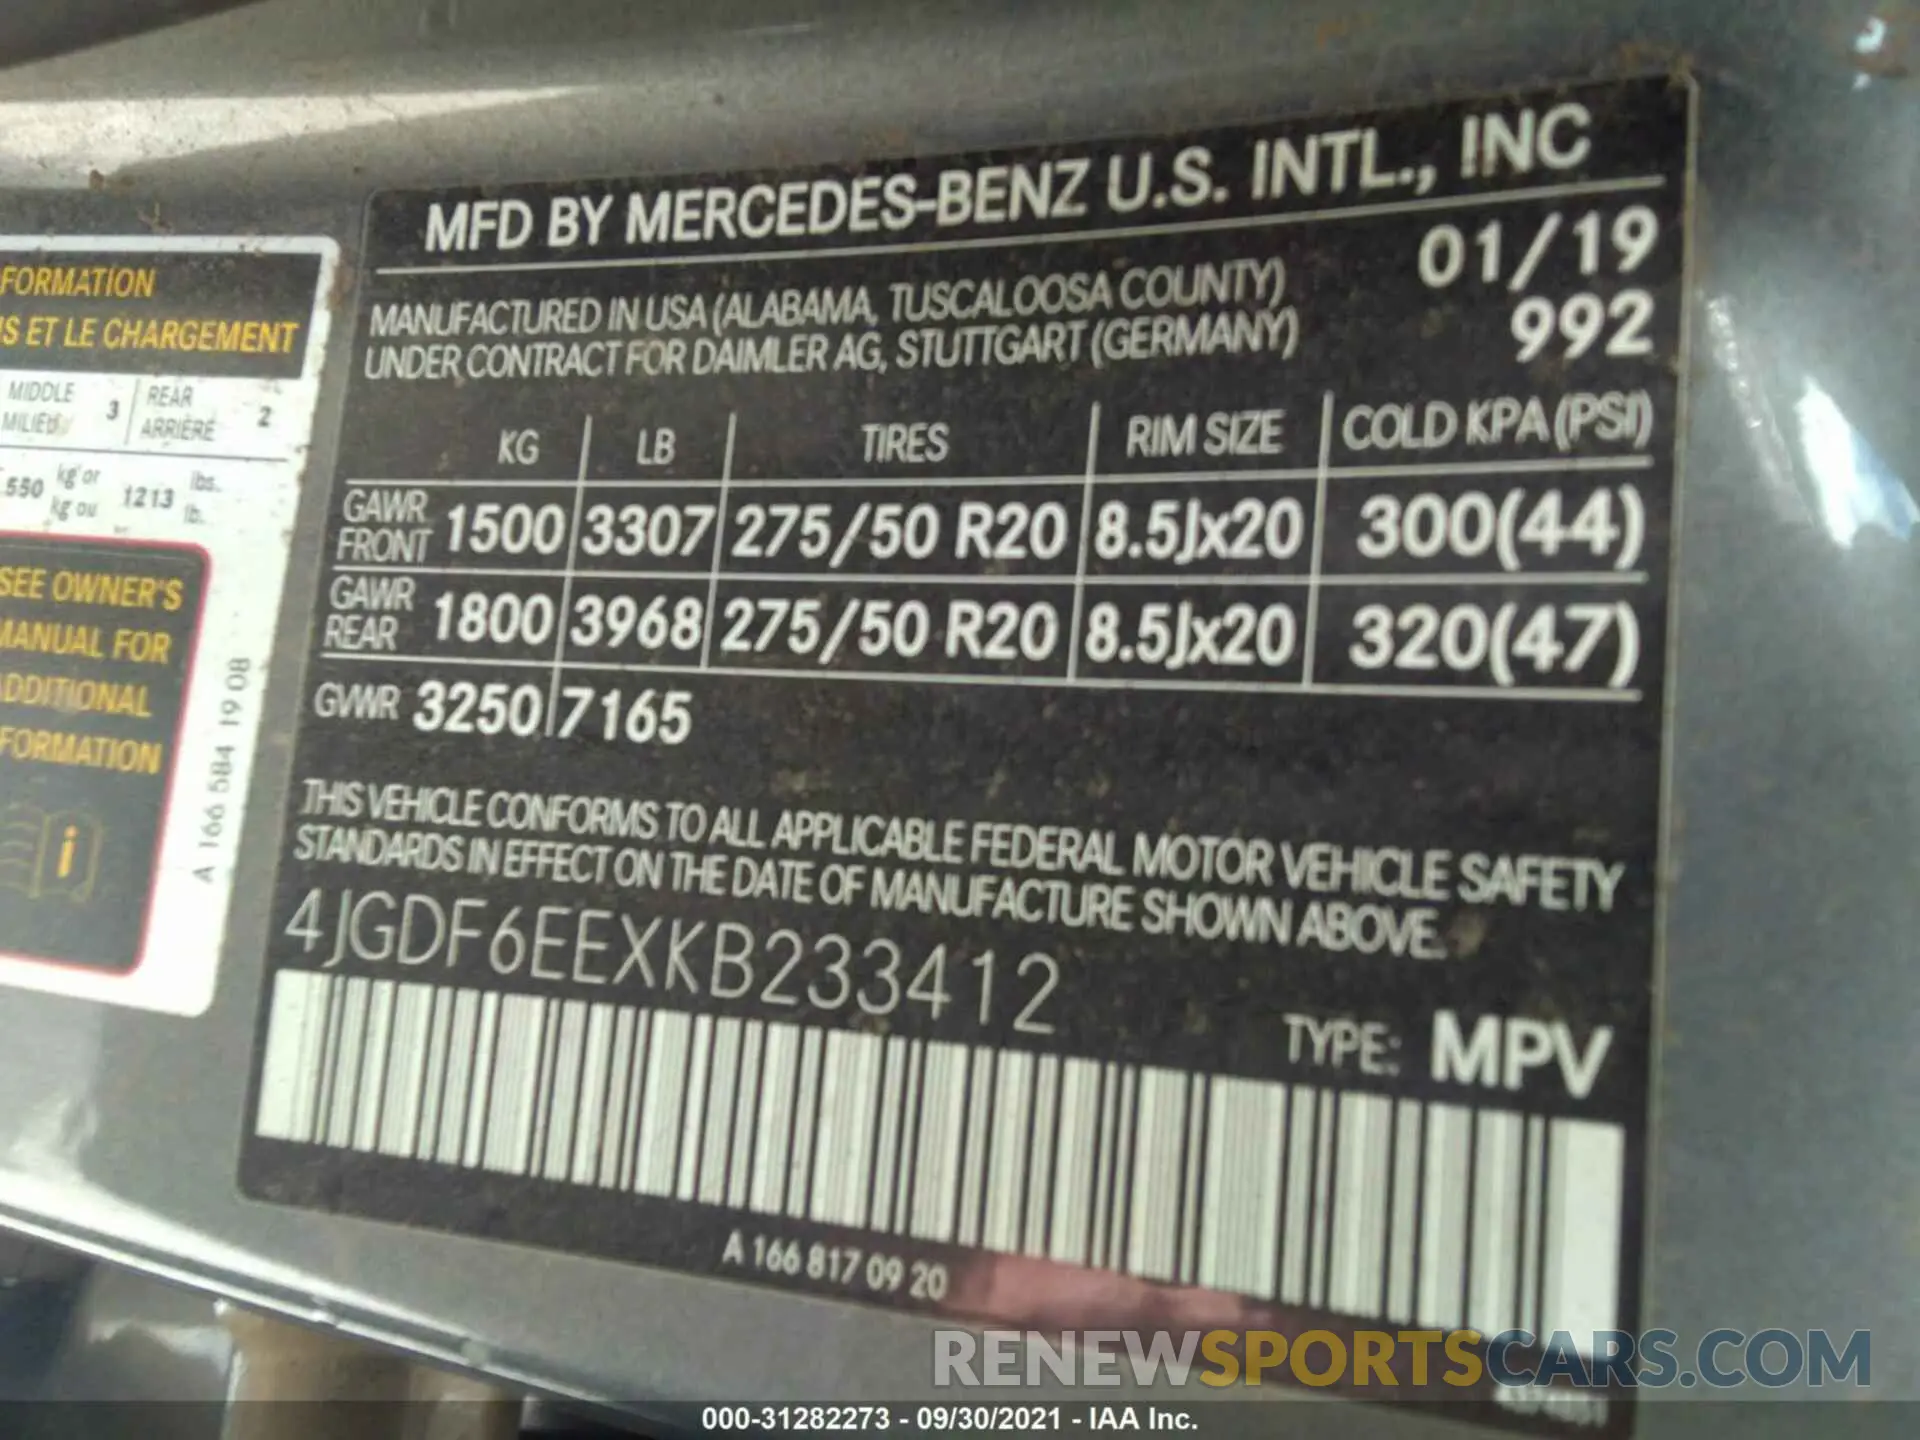 MFD BY MERCEDES-BENZ U.S. INTL., INC
01/19
MANUFACTURED IN USA (ALABAMA, TUSCALOOSA COUNTY)
UNDER CONTRACT FOR DAIMLER AG, STUTTGART (GERMANY)
992
KG LB TIRES RIM SIZE COLD KPA (PSI)
GAWR FRONT 1500 3307 275/50 R20 8.5Jx20 300(44)
GAWR REAR 1800 3968 275/50 R20 8.5Jx20 320(47)
GVWR 3250 7165
THIS VEHICLE CONFORMS TO ALL APPLICABLE FEDERAL MOTOR VEHICLE SAFETY
STANDARDS IN EFFECT ON THE DATE OF MANUFACTURE SHOWN ABOVE.
4JGDF6EEXKB233412
TYPE: MPV
A 166 817 09 20
FORMATION
ET LE CHARGEMENT
MIDDLE 3 REAR 2
MILIEU ARRIÈRE
550 kg or 1213 lbs.
kg ou lb.
SEE OWNER'S
MANUAL FOR
ADDITIONAL
FORMATION
i
A 166 584 19 08
RENEWSPORTSCARS.COM
000-31282273 - 09/30/2021 - IAA Inc.